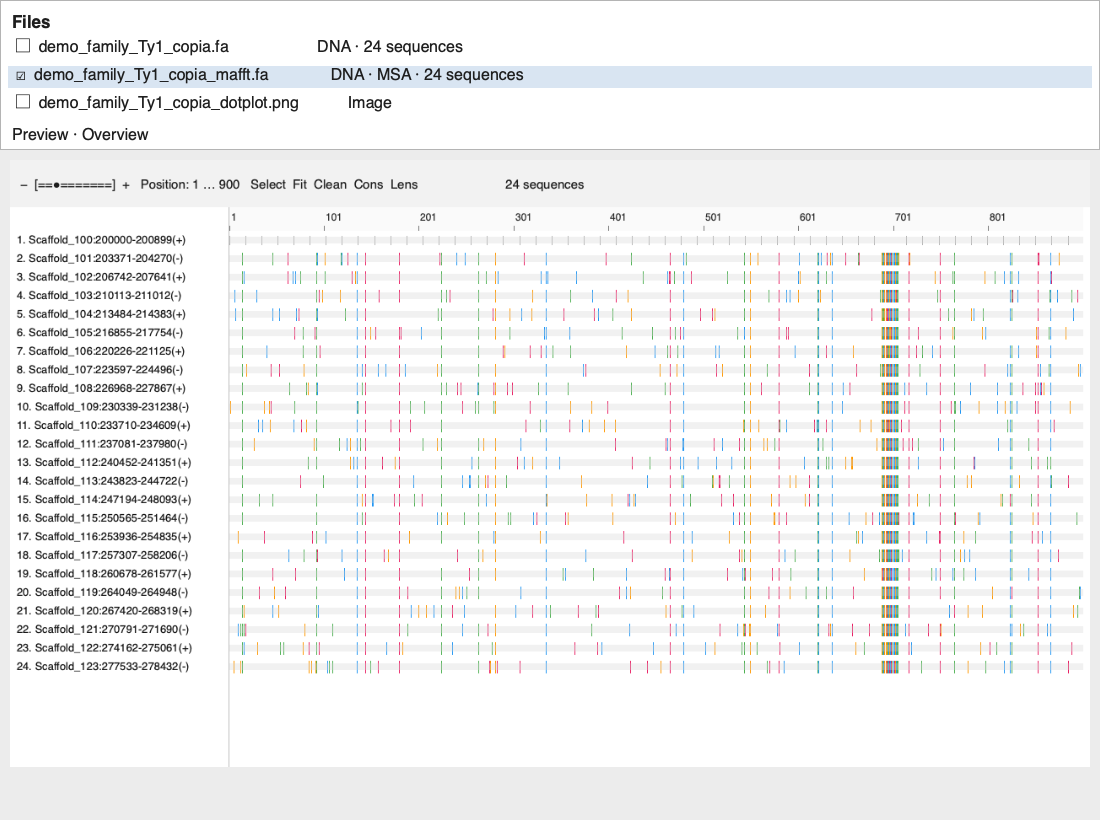 Files
☐ demo_family_Ty1_copia.fa DNA · 24 sequences
☑ demo_family_Ty1_copia_mafft.fa DNA · MSA · 24 sequences
☐ demo_family_Ty1_copia_dotplot.png Image
Preview · Overview
− [==●=======] + Position: 1 … 900 Select Fit Clean Cons Lens 24 sequences
1 101 201 301 401 501 601 701 801
1. Scaffold_100:200000-200899(+)
2. Scaffold_101:203371-204270(-)
3. Scaffold_102:206742-207641(+)
4. Scaffold_103:210113-211012(-)
5. Scaffold_104:213484-214383(+)
6. Scaffold_105:216855-217754(-)
7. Scaffold_106:220226-221125(+)
8. Scaffold_107:223597-224496(-)
9. Scaffold_108:226968-227867(+)
10. Scaffold_109:230339-231238(-)
11. Scaffold_110:233710-234609(+)
12. Scaffold_111:237081-237980(-)
13. Scaffold_112:240452-241351(+)
14. Scaffold_113:243823-244722(-)
15. Scaffold_114:247194-248093(+)
16. Scaffold_115:250565-251464(-)
17. Scaffold_116:253936-254835(+)
18. Scaffold_117:257307-258206(-)
19. Scaffold_118:260678-261577(+)
20. Scaffold_119:264049-264948(-)
21. Scaffold_120:267420-268319(+)
22. Scaffold_121:270791-271690(-)
23. Scaffold_122:274162-275061(+)
24. Scaffold_123:277533-278432(-)